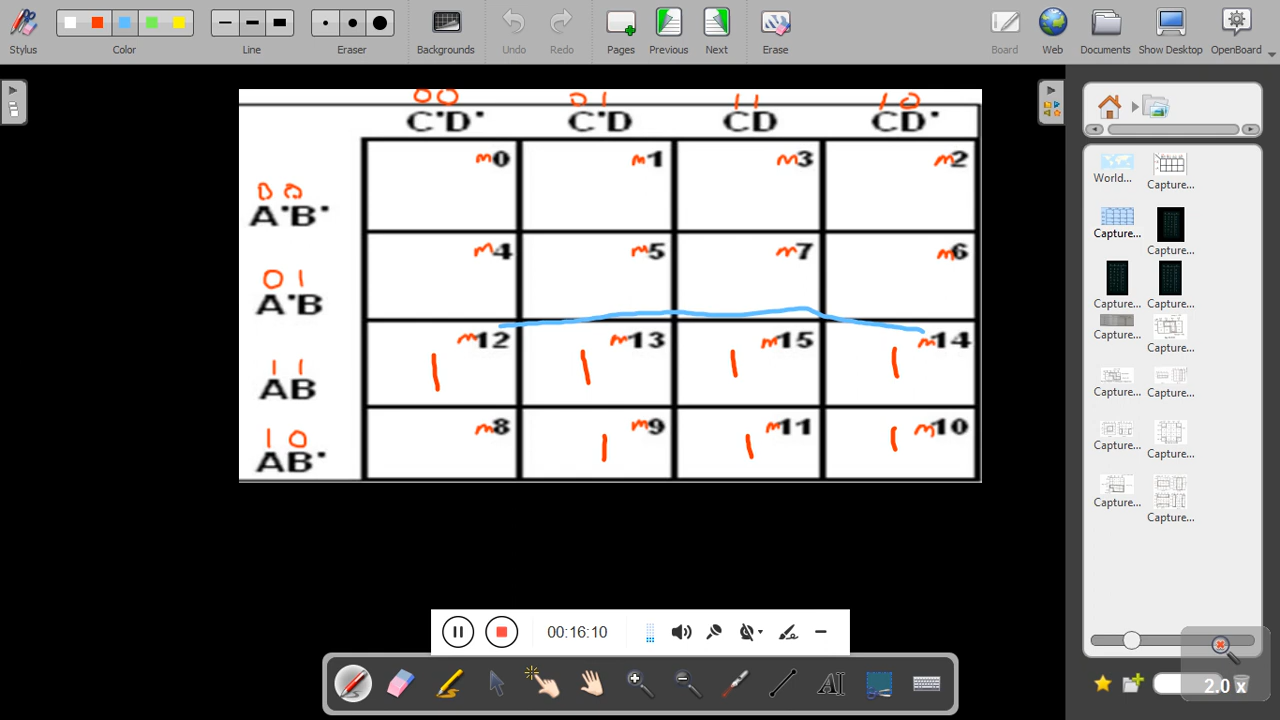 Stylus Color Line Eraser Backgrounds Undo Redo Pages Previous Next Erase Board Web Documents Show Desktop OpenBoard
00 01 11 10
C'D' C'D CD CD'
m0 m1 m3 m2
00
A'B'
m4 m5 m7 m6
01
A'B
m12 m13 m15 m14
11
AB
1 1 1 1
m8 m9 m11 m10
10
AB'
1 1 1
World... Capture...
Capture... Capture...
Capture... Capture...
Capture... Capture...
Capture... Capture...
Capture... Capture...
Capture... Capture...
00:16:10
2.0 x